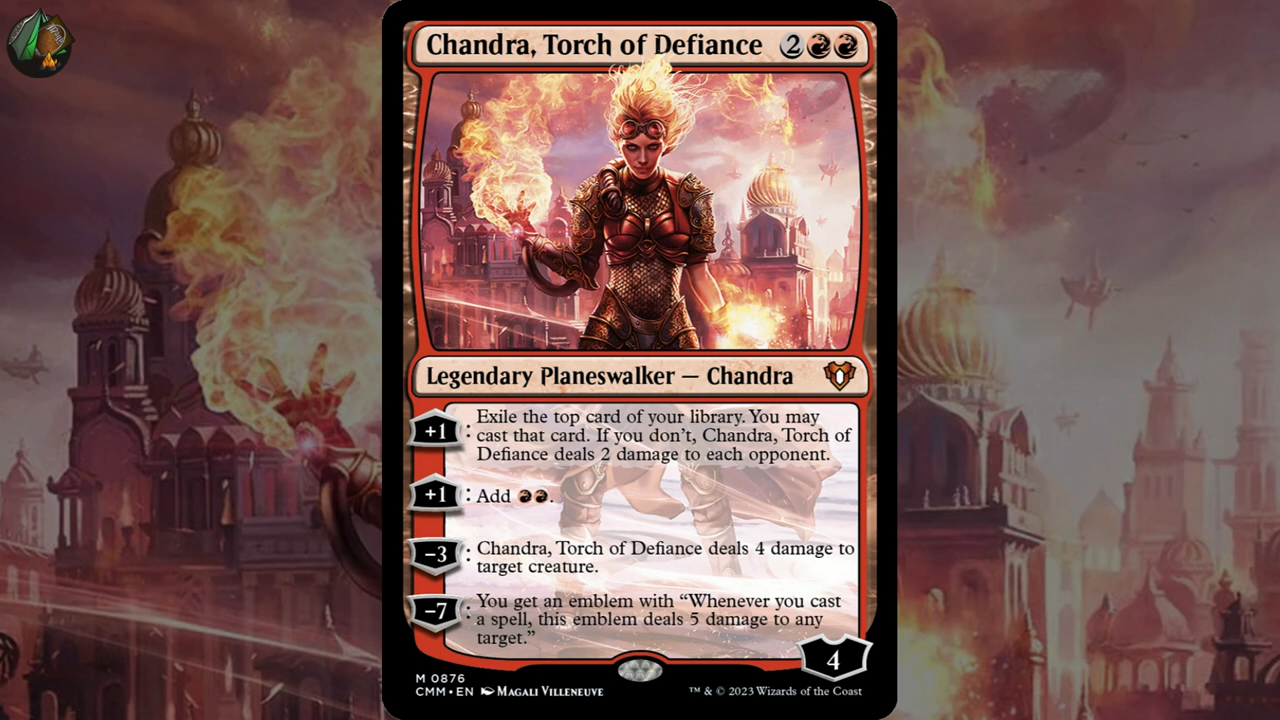 Chandra, Torch of Defiance 2
Legendary Planeswalker — Chandra
+1 : Exile the top card of your library. You may
cast that card. If you don't, Chandra, Torch of
Defiance deals 2 damage to each opponent.
+1 : Add .
−3 : Chandra, Torch of Defiance deals 4 damage to
target creature.
−7 : You get an emblem with “Whenever you cast
a spell, this emblem deals 5 damage to any
target.”
4
M 0876
CMM • EN Magali Villeneuve
™ & © 2023 Wizards of the Coast